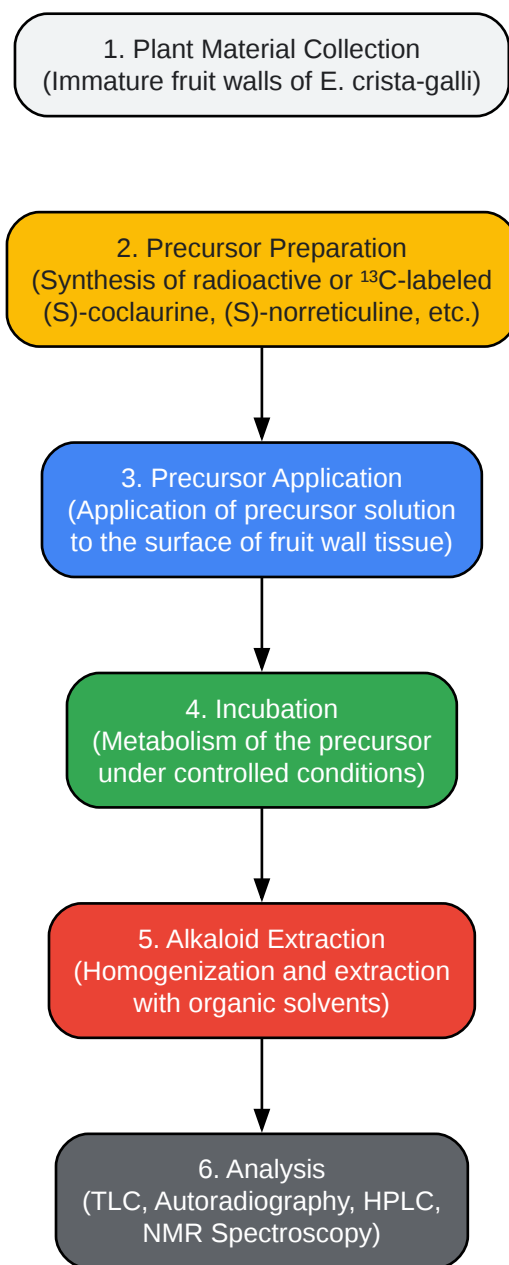 1. Plant Material Collection
(Immature fruit walls of E. crista-galli)
2. Precursor Preparation
(Synthesis of radioactive or ¹³C-labeled
(S)-coclaurine, (S)-norreticuline, etc.)
3. Precursor Application
(Application of precursor solution
to the surface of fruit wall tissue)
4. Incubation
(Metabolism of the precursor
under controlled conditions)
5. Alkaloid Extraction
(Homogenization and extraction
with organic solvents)
6. Analysis
(TLC, Autoradiography, HPLC,
NMR Spectroscopy)